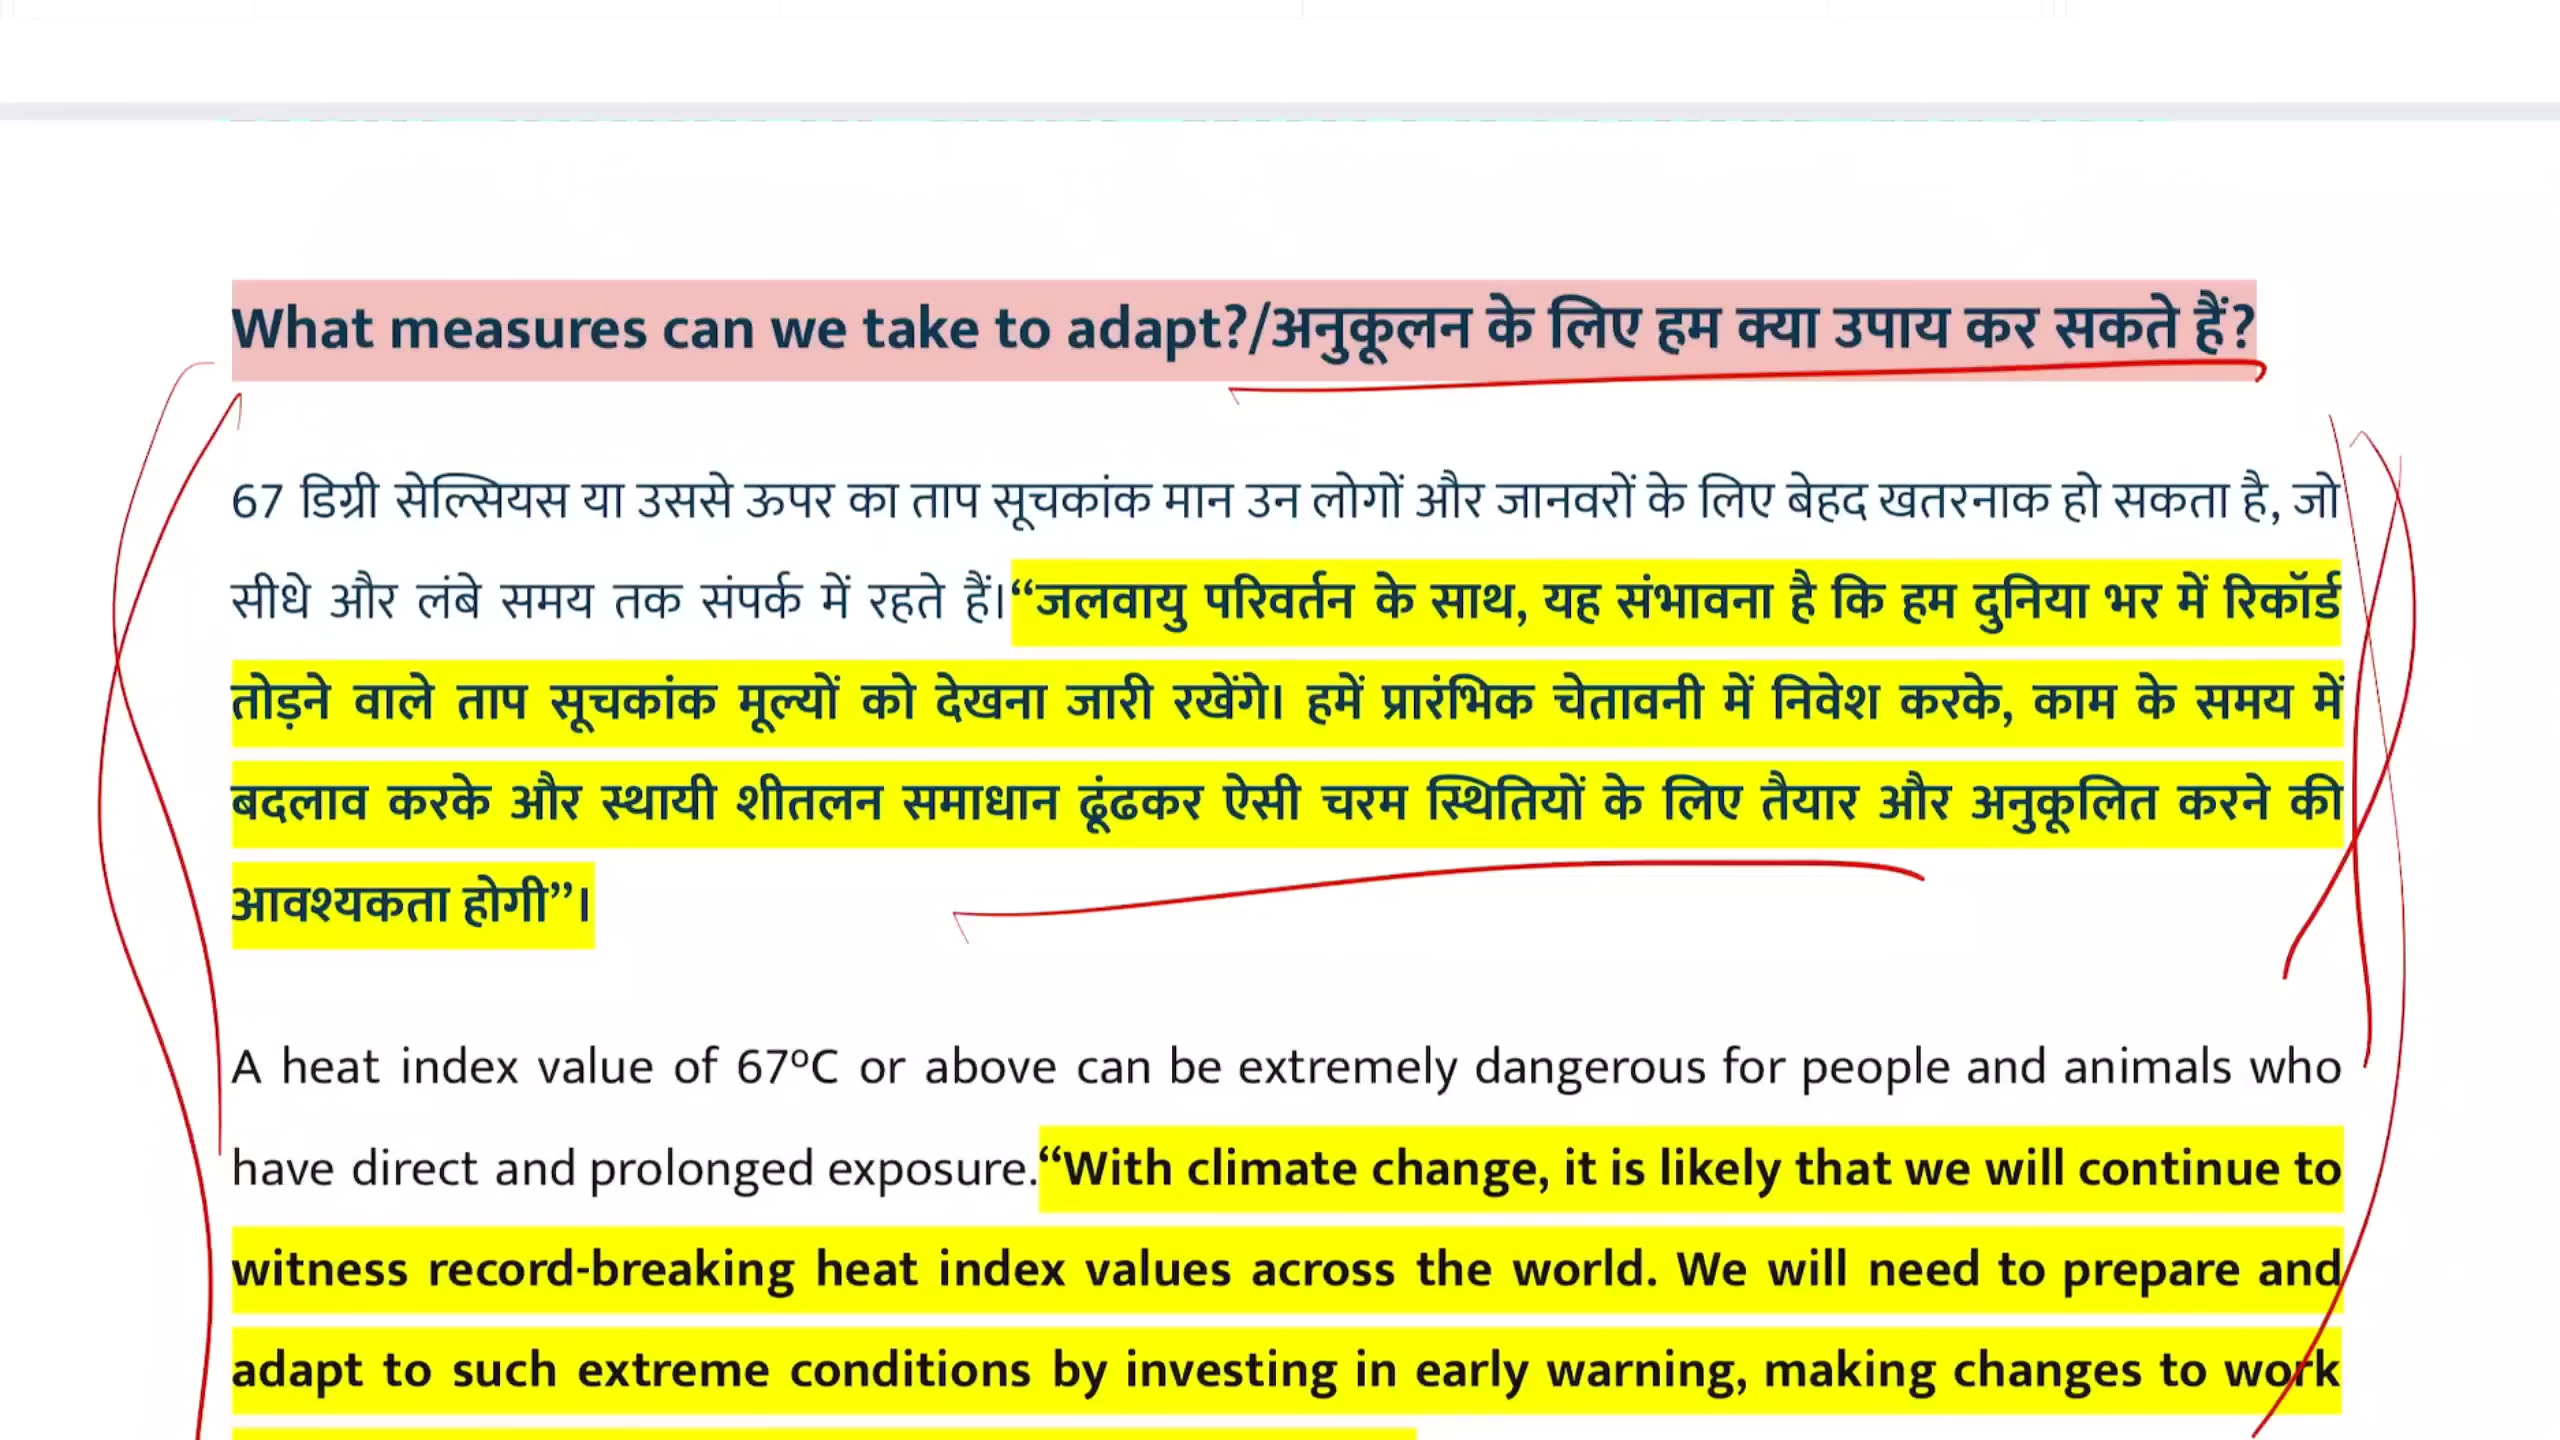 What measures can we take to adapt?/अनुकूलन के लिए हम क्या उपाय कर सकते हैं?
67 डिग्री सेल्सियस या उससे ऊपर का ताप सूचकांक मान उन लोगों और जानवरों के लिए बेहद खतरनाक हो सकता है, जो
सीधे और लंबे समय तक संपर्क में रहते हैं। “जलवायु परिवर्तन के साथ, यह संभावना है कि हम दुनिया भर में रिकॉर्ड
तोड़ने वाले ताप सूचकांक मूल्यों को देखना जारी रखेंगे। हमें प्रारंभिक चेतावनी में निवेश करके, काम के समय में
बदलाव करके और स्थायी शीतलन समाधान ढूंढकर ऐसी चरम स्थितियों के लिए तैयार और अनुकूलित करने की
आवश्यकता होगी”।
A heat index value of 67ºC or above can be extremely dangerous for people and animals who
have direct and prolonged exposure. “With climate change, it is likely that we will continue to
witness record-breaking heat index values across the world. We will need to prepare and
adapt to such extreme conditions by investing in early warning, making changes to work